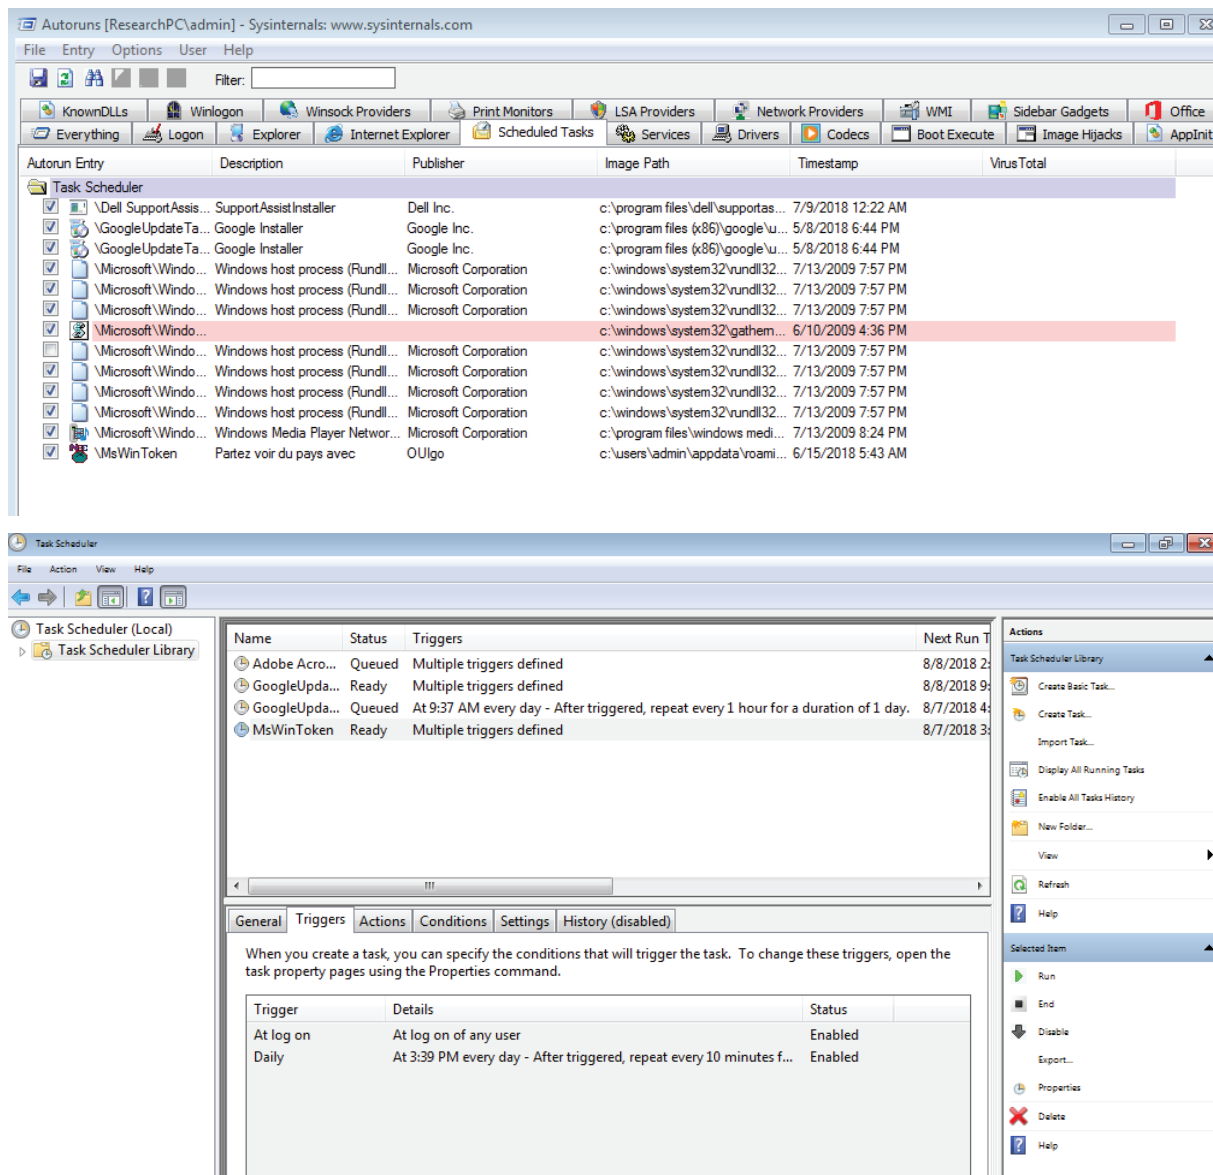 Autoruns [ResearchPC\admin] - Sysinternals: www.sysinternals.com
File Entry Options User Help
Filter:
KnownDLLs Winlogon Winsock Providers Print Monitors LSA Providers Network Providers WMI Sidebar Gadgets Office
Everything Logon Explorer Internet Explorer Scheduled Tasks Services Drivers Codecs Boot Execute Image Hijacks AppInit
Autorun Entry Description Publisher Image Path Timestamp VirusTotal
Task Scheduler
\Dell SupportAssis... SupportAssistInstaller Dell Inc. c:\program files\dell\supportas... 7/9/2018 12:22 AM
\GoogleUpdateTa... Google Installer Google Inc. c:\program files (x86)\google\u... 5/8/2018 6:44 PM
\GoogleUpdateTa... Google Installer Google Inc. c:\program files (x86)\google\u... 5/8/2018 6:44 PM
\Microsoft\Windo... Windows host process (Rundll... Microsoft Corporation c:\windows\system32\rundll32... 7/13/2009 7:57 PM
\Microsoft\Windo... Windows host process (Rundll... Microsoft Corporation c:\windows\system32\rundll32... 7/13/2009 7:57 PM
\Microsoft\Windo... Windows host process (Rundll... Microsoft Corporation c:\windows\system32\rundll32... 7/13/2009 7:57 PM
\Microsoft\Windo... c:\windows\system32\gathern... 6/10/2009 4:36 PM
\Microsoft\Windo... Windows host process (Rundll... Microsoft Corporation c:\windows\system32\rundll32... 7/13/2009 7:57 PM
\Microsoft\Windo... Windows host process (Rundll... Microsoft Corporation c:\windows\system32\rundll32... 7/13/2009 7:57 PM
\Microsoft\Windo... Windows host process (Rundll... Microsoft Corporation c:\windows\system32\rundll32... 7/13/2009 7:57 PM
\Microsoft\Windo... Windows host process (Rundll... Microsoft Corporation c:\windows\system32\rundll32... 7/13/2009 7:57 PM
\Microsoft\Windo... Windows Media Player Networ... Microsoft Corporation c:\program files\windows medi... 7/13/2009 8:24 PM
\MsWinToken Partez voir du pays avec OUIgo c:\users\admin\appdata\roami... 6/15/2018 5:43 AM
Task Scheduler
File Action View Help
Task Scheduler (Local)
Task Scheduler Library
Name Status Triggers Next Run T
Adobe Acro... Queued Multiple triggers defined 8/8/2018 2:
GoogleUpda... Ready Multiple triggers defined 8/8/2018 9:
GoogleUpda... Queued At 9:37 AM every day - After triggered, repeat every 1 hour for a duration of 1 day. 8/7/2018 4:
MsWinToken Ready Multiple triggers defined 8/7/2018 3:
General Triggers Actions Conditions Settings History (disabled)
When you create a task, you can specify the conditions that will trigger the task. To change these triggers, open the
task property pages using the Properties command.
Trigger Details Status
At log on At log on of any user Enabled
Daily At 3:39 PM every day - After triggered, repeat every 10 minutes f... Enabled
Actions
Task Scheduler Library
Create Basic Task...
Create Task...
Import Task...
Display All Running Tasks
Enable All Tasks History
New Folder...
View
Refresh
Help
Selected Item
Run
End
Disable
Export...
Properties
Delete
Help